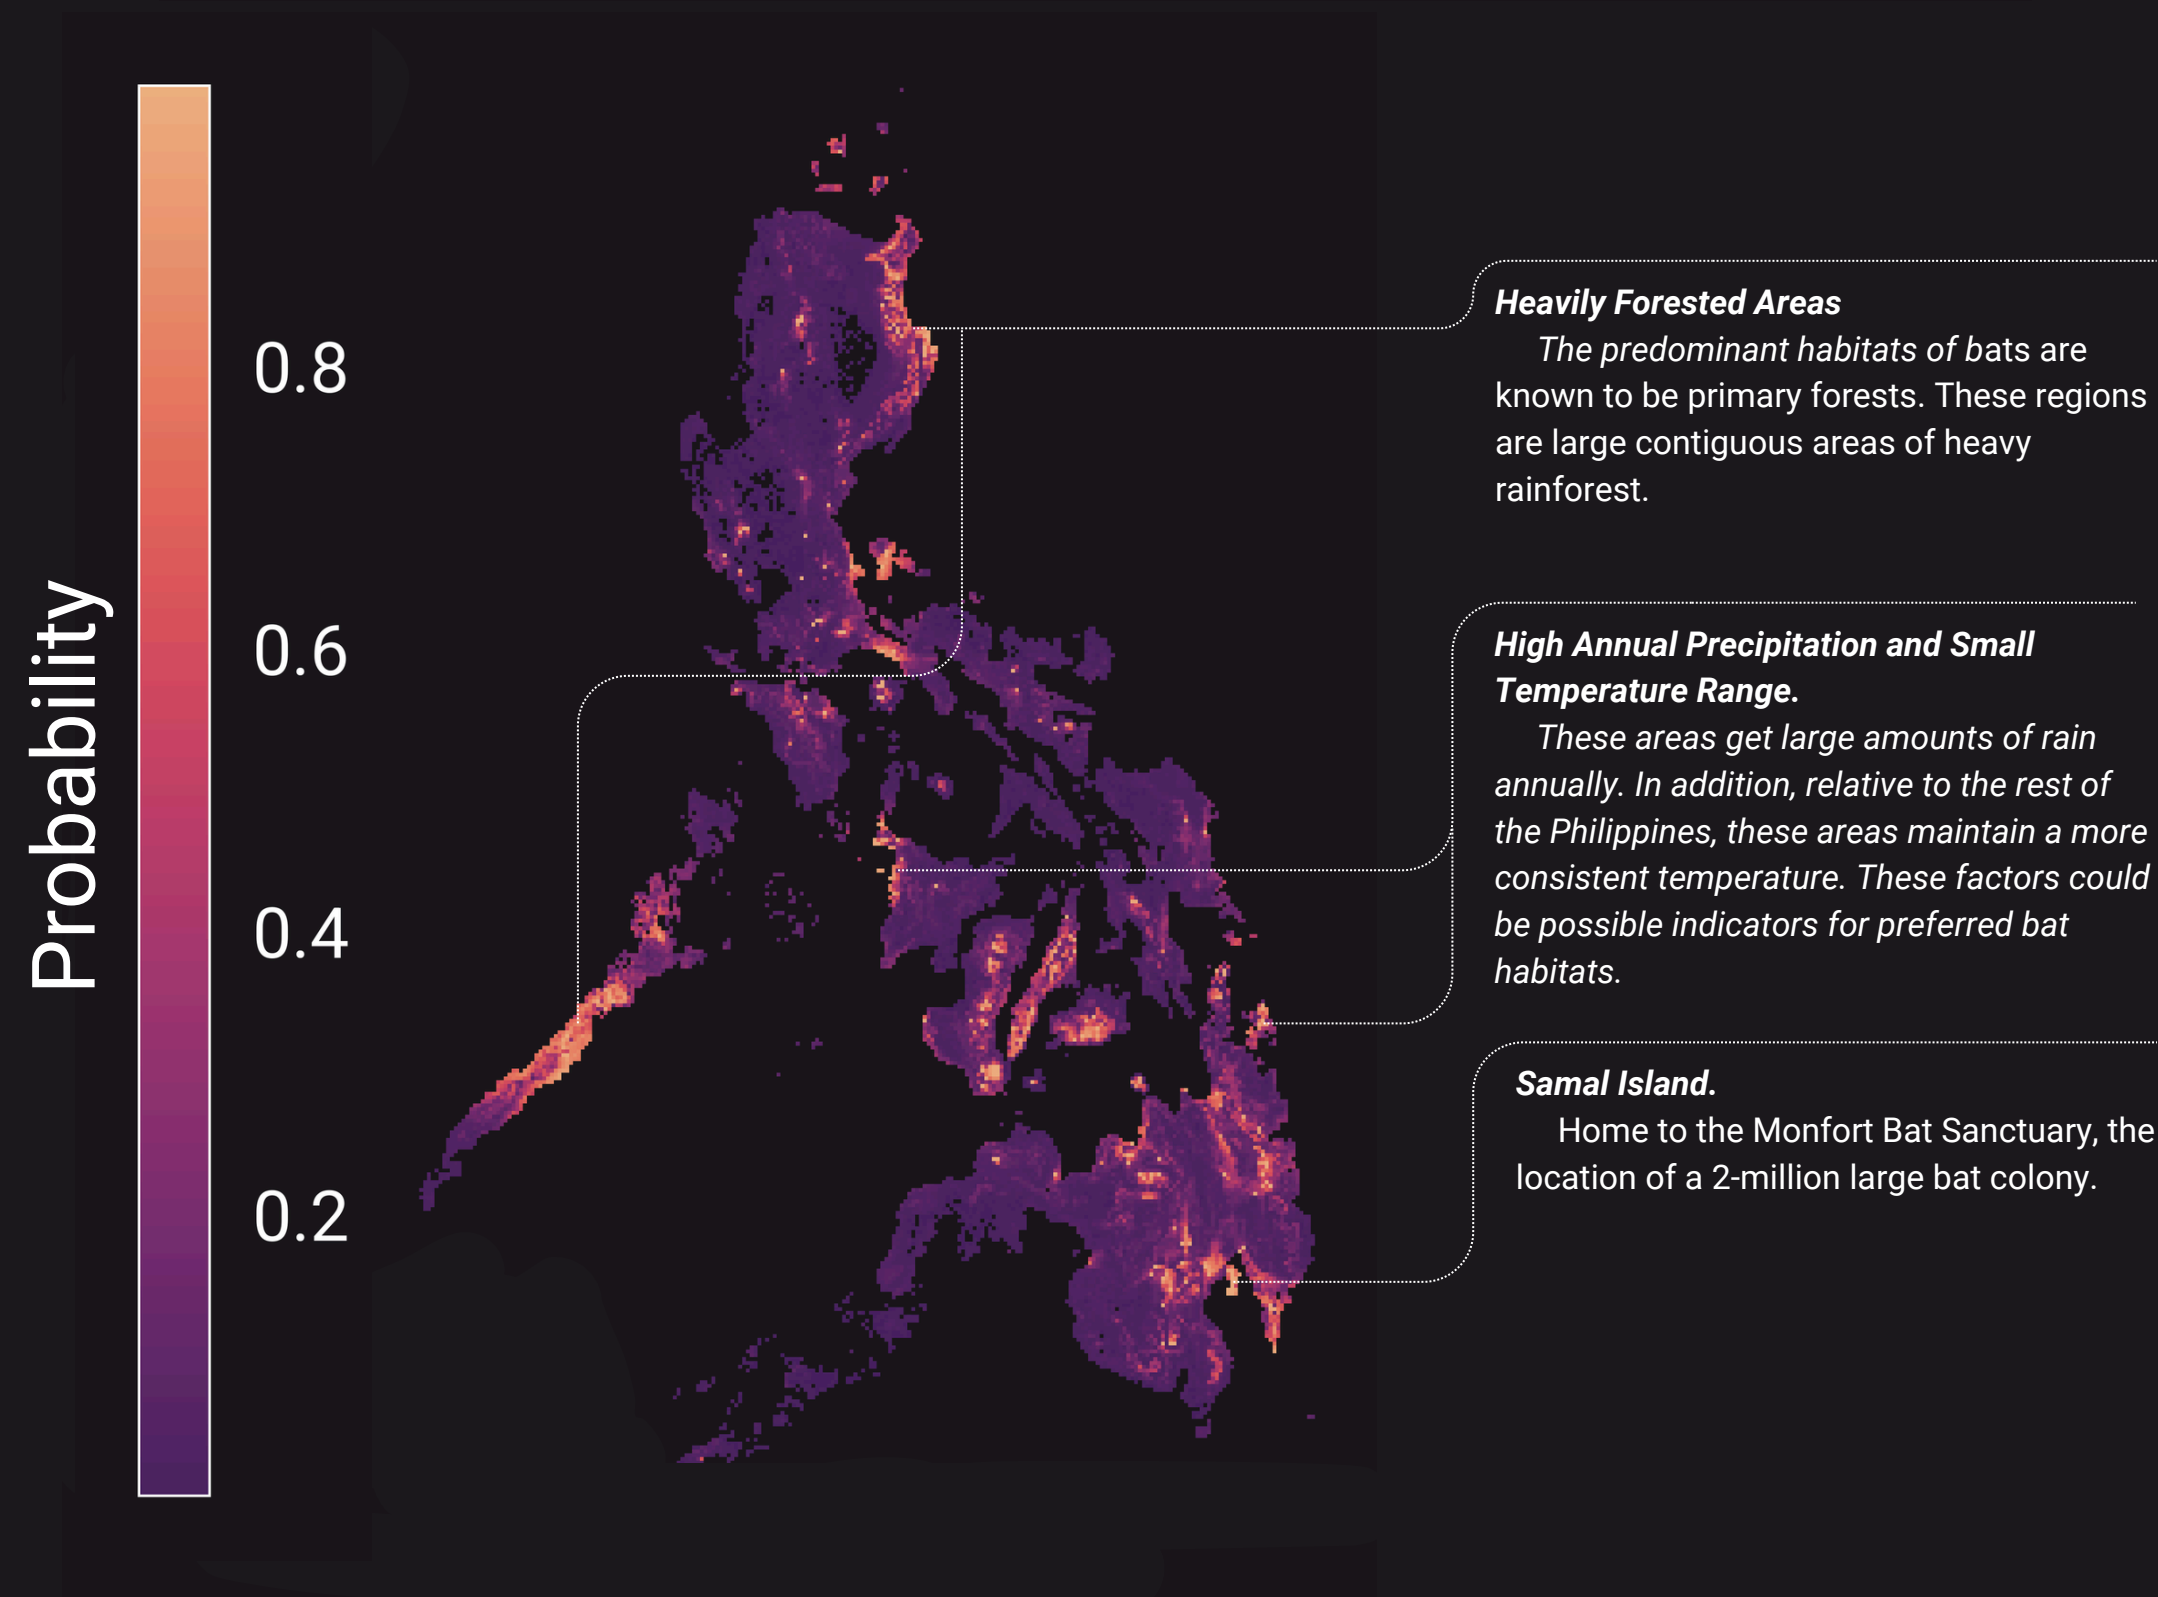 Probability
0.8
0.6
0.4
0.2
Heavily Forested Areas
The predominant habitats of bats are
known to be primary forests. These regions
are large contiguous areas of heavy
rainforest.
High Annual Precipitation and Small
Temperature Range.
These areas get large amounts of rain
annually. In addition, relative to the rest of
the Philippines, these areas maintain a more
consistent temperature. These factors could
be possible indicators for preferred bat
habitats.
Samal Island.
Home to the Monfort Bat Sanctuary, the
location of a 2-million large bat colony.